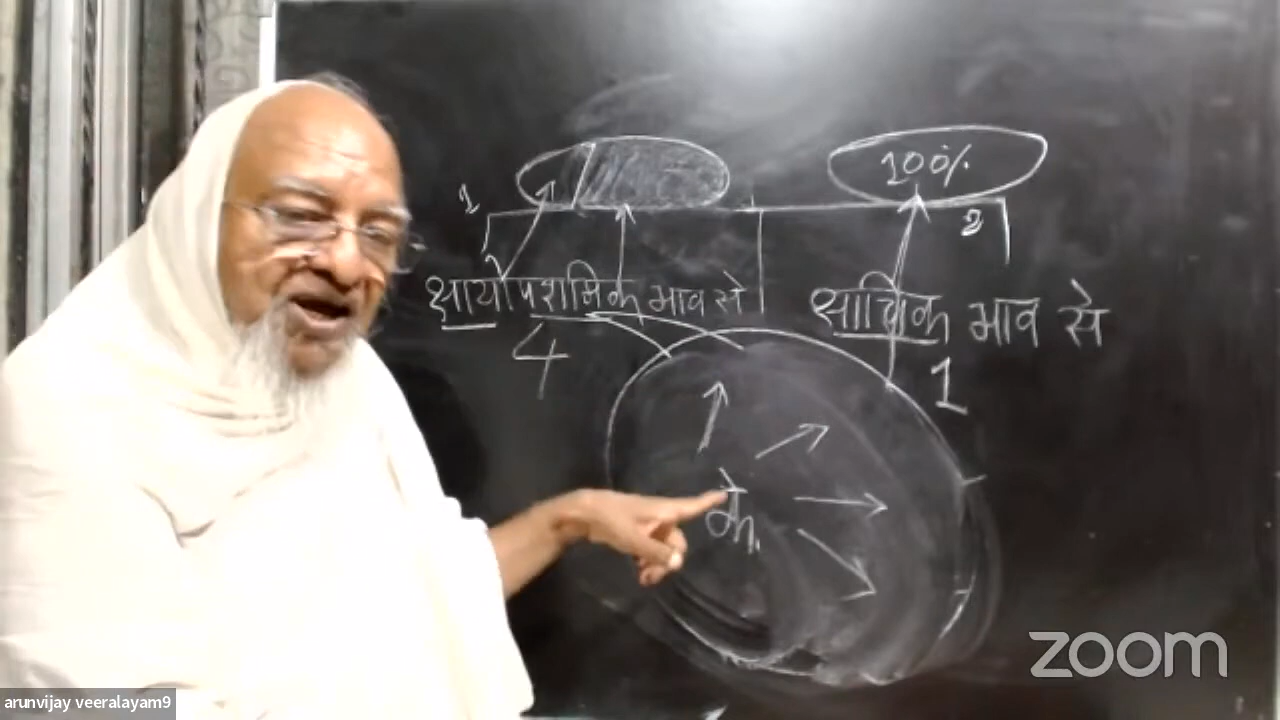 1
100%
2
क्षायोपशमिक भाव से
क्षायिक भाव से
4
1
के.
zoom
arunvijay veeralayam9